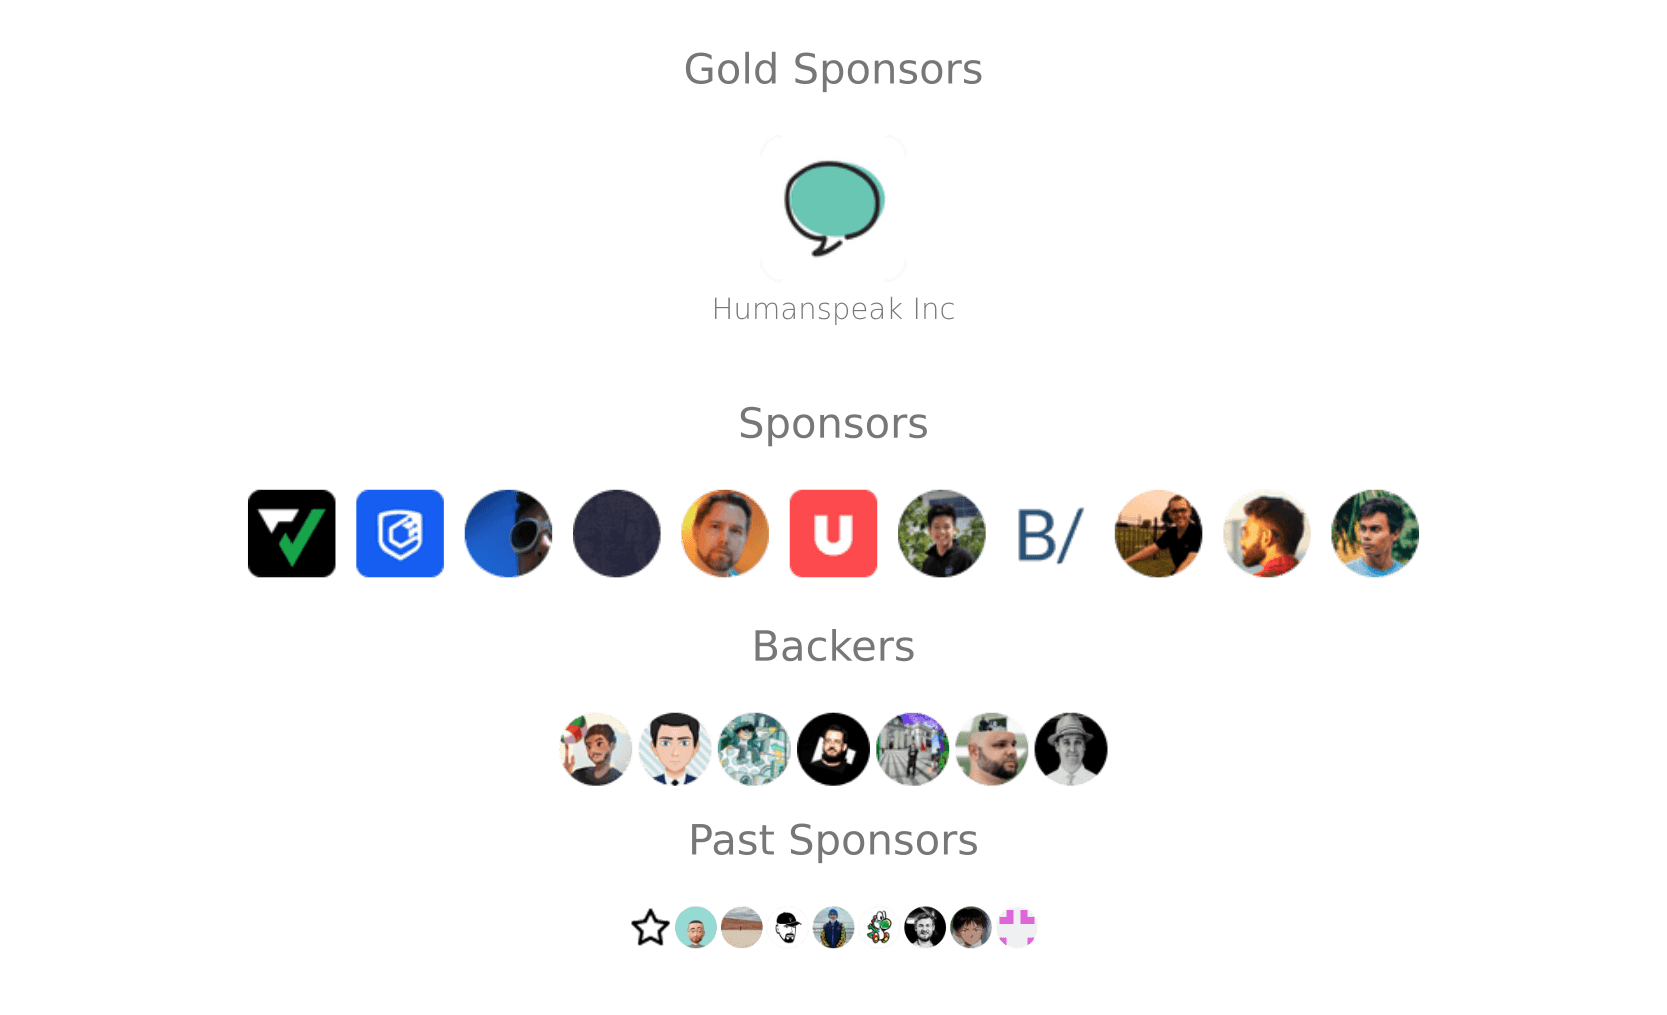 Gold Sponsors
Humanspeak Inc
Sponsors
U
B/
Backers
Past Sponsors